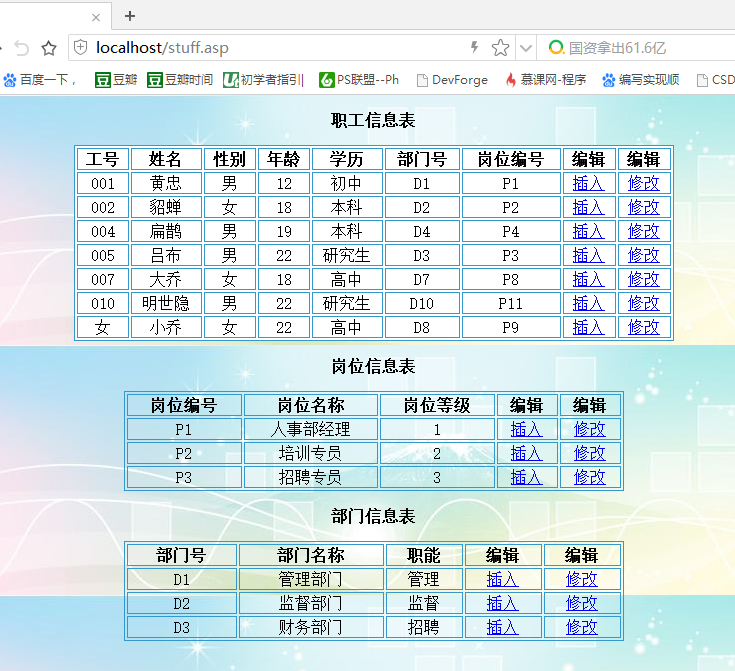 localhost/stuff.asp
国资拿出61.6亿
百度一下， 豆瓣 豆瓣时间 初学者指引| PS联盟--Ph DevForge 慕课网-程序 编写实现顺 CSD
职工信息表
工号 姓名 性别 年龄 学历 部门号 岗位编号 编辑 编辑
001 黄忠 男 12 初中 D1 P1 插入 修改
002 貂蝉 女 18 本科 D2 P2 插入 修改
004 扁鹊 男 19 本科 D4 P4 插入 修改
005 吕布 男 22 研究生 D3 P3 插入 修改
007 大乔 女 18 高中 D7 P8 插入 修改
010 明世隐 男 22 研究生 D10 P11 插入 修改
女 小乔 女 22 高中 D8 P9 插入 修改
岗位信息表
岗位编号 岗位名称 岗位等级 编辑 编辑
P1 人事部经理 1 插入 修改
P2 培训专员 2 插入 修改
P3 招聘专员 3 插入 修改
部门信息表
部门号 部门名称 职能 编辑 编辑
D1 管理部门 管理 插入 修改
D2 监督部门 监督 插入 修改
D3 财务部门 招聘 插入 修改